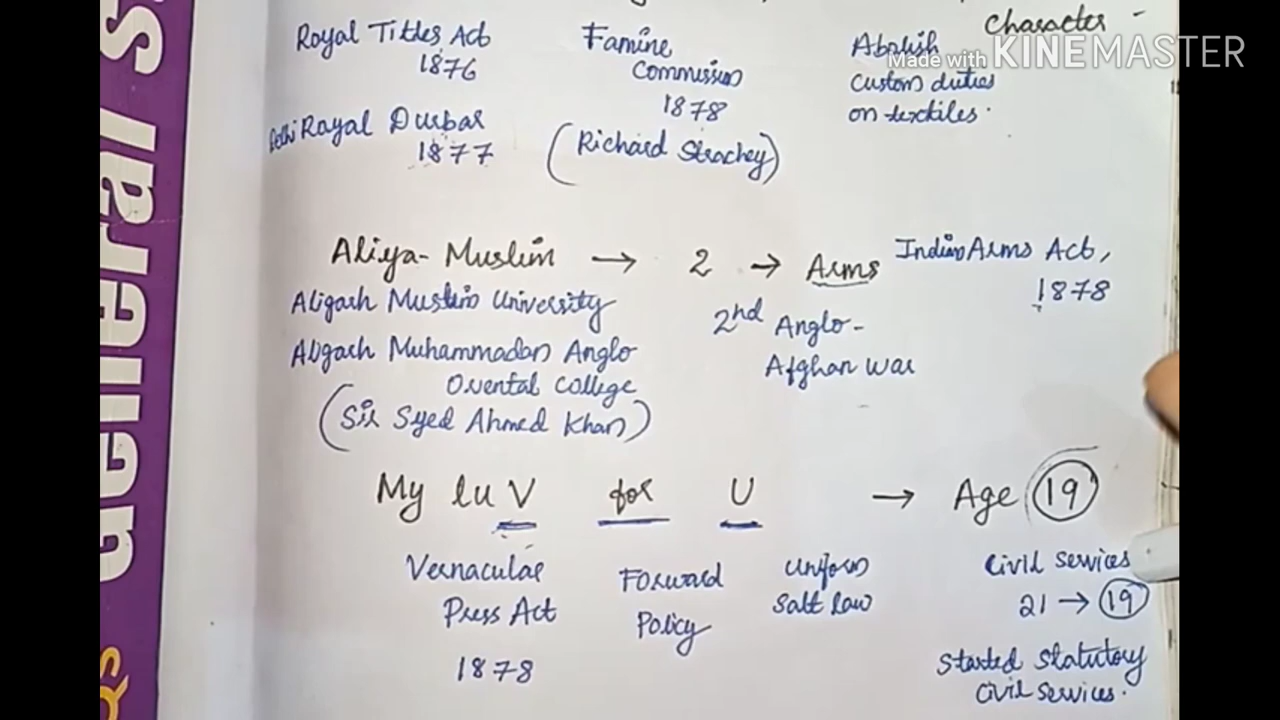 Character -
Royal Titles Act
1876
Famine
Commission
1878
(Richard Strachey)
Abolish
custom duties
on textiles.
Made with KINEMASTER
Delhi Royal Durbar
1877
Aliya- Muslim → 2 → Arms
Indian Arms Act,
1878
Aligarh Muslim University
Aligarh Muhammadan Anglo
Oriental College
(Sir Syed Ahmed Khan)
2nd Anglo-
Afghan War
My lu V for U → Age 19
Vernacular
Press Act
1878
Forward
Policy
Uniform
Salt law
Civil Services
21 → 19
Started Statutory
Civil Services.
General S